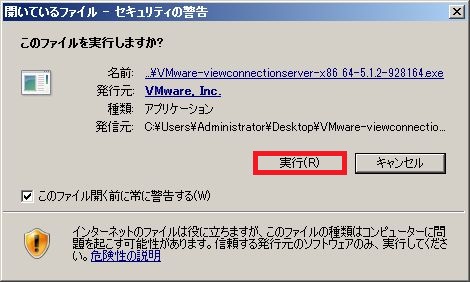 開いているファイル - セキュリティの警告
このファイルを実行しますか?
名前: ...¥VMware-viewconnectionserver-x86 64-5.1.2-928164.exe
発行元: VMware, Inc.
種類: アプリケーション
発信元: C:¥Users¥Administrator¥Desktop¥VMware-viewconnectio...
実行(R) キャンセル
このファイル開く前に常に警告する(W)
インターネットのファイルは役に立ちますが、このファイルの種類はコンピューターに問
題を起こす可能性があります。信頼する発行元のソフトウェアのみ、実行してくださ
い。危険性の説明